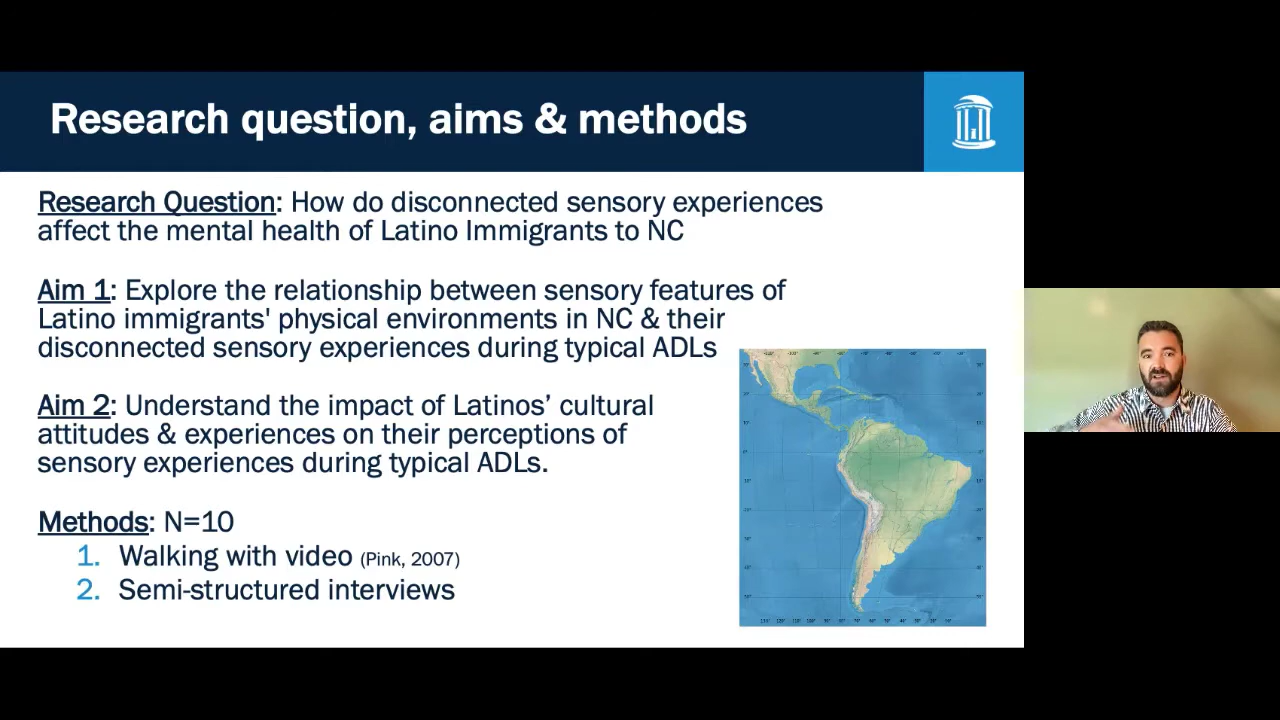 Research question, aims & methods
Research Question: How do disconnected sensory experiences
affect the mental health of Latino Immigrants to NC
Aim 1: Explore the relationship between sensory features of
Latino immigrants' physical environments in NC & their
disconnected sensory experiences during typical ADLs
Aim 2: Understand the impact of Latinos’ cultural
attitudes & experiences on their perceptions of
sensory experiences during typical ADLs.
Methods: N=10
1. Walking with video (Pink, 2007)
2. Semi-structured interviews